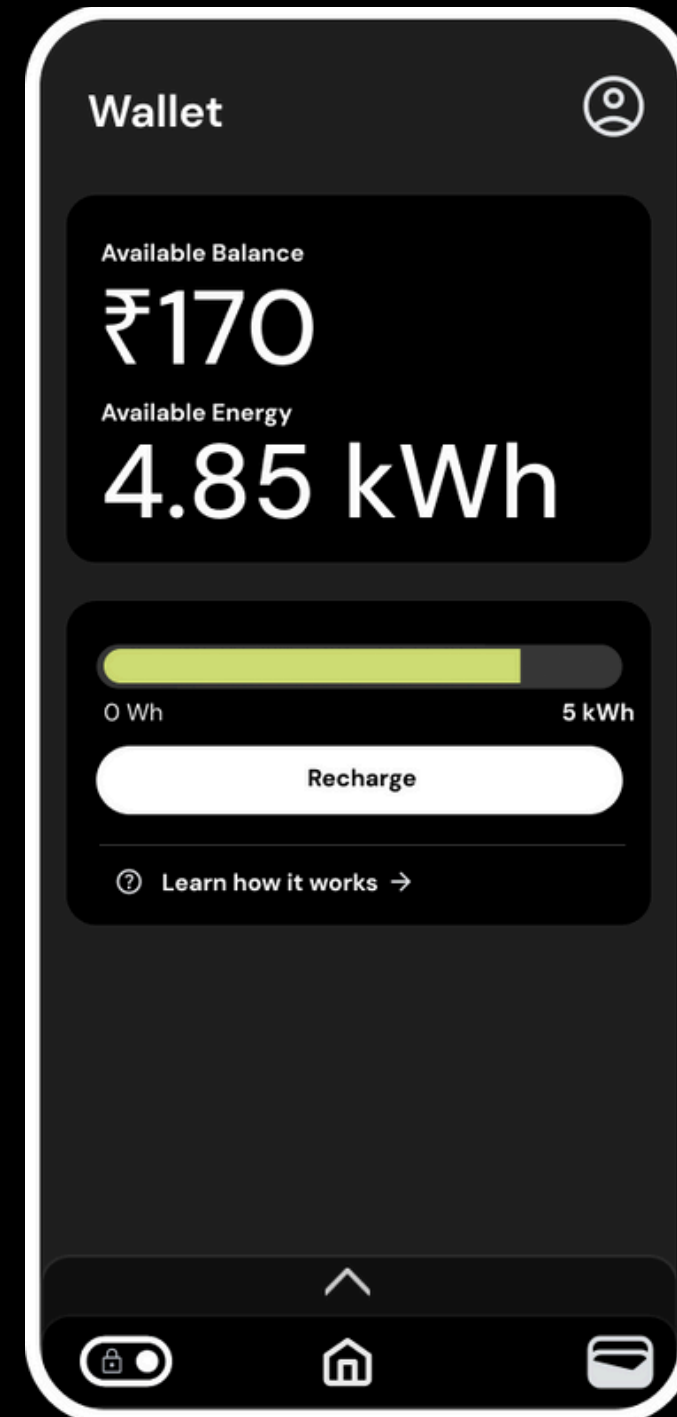 Wallet
Available Balance
₹170
Available Energy
4.85 kWh
0 Wh 5 kWh
Recharge
? Learn how it works →